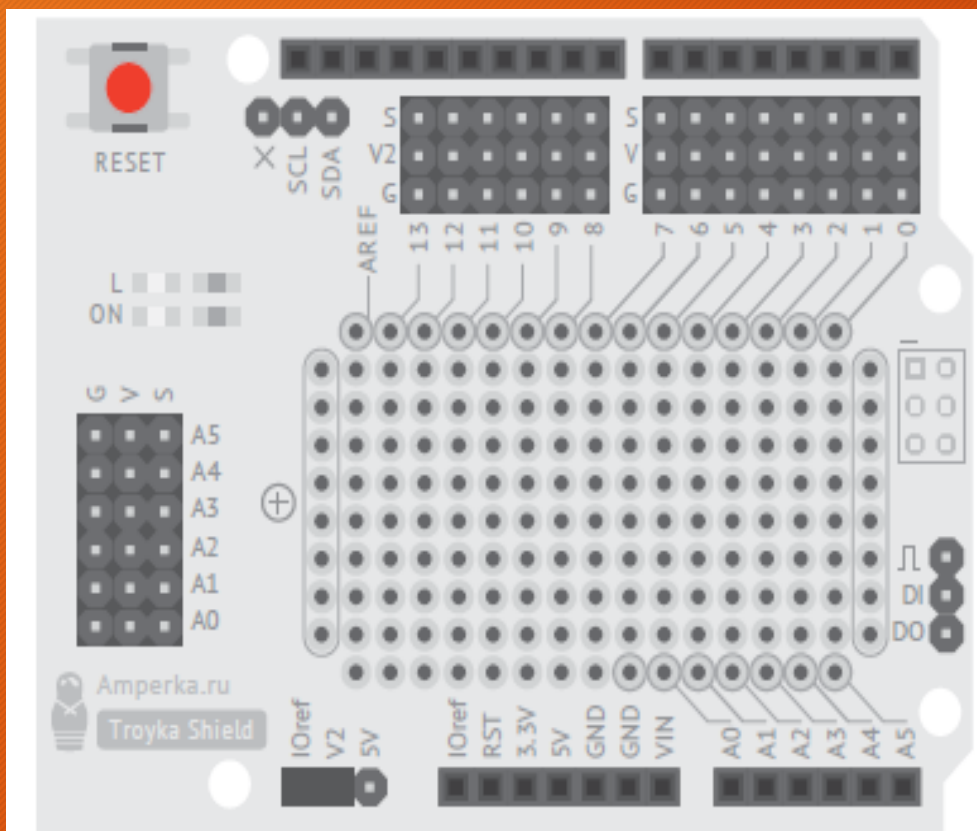 RESET
X
SCL
SDA
S
V2
G
S
V
G
AREF
13
12
11
10
9
8
7
6
5
4
3
2
1
0
L
ON
G
V
S
A5
A4
A3
A2
A1
A0
DI
DO
Amperka.ru
Troyka Shield
IOref
V2
5V
IOref
RST
3.3V
5V
GND
GND
VIN
A0
A1
A2
A3
A4
A5